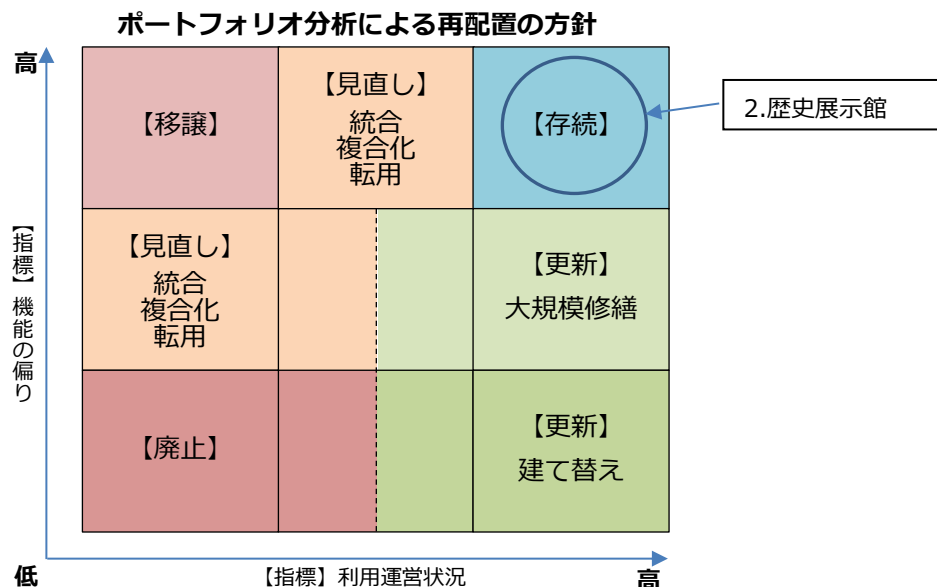 ポートフォリオ分析による再配置の方針
高
【移譲】
【見直し】
統合
複合化
転用
【存続】
2.歴史展示館
【指標】機能の偏り
【見直し】
統合
複合化
転用
【更新】
大規模修繕
【廃止】
【更新】
建て替え
低
【指標】利用運営状況
高